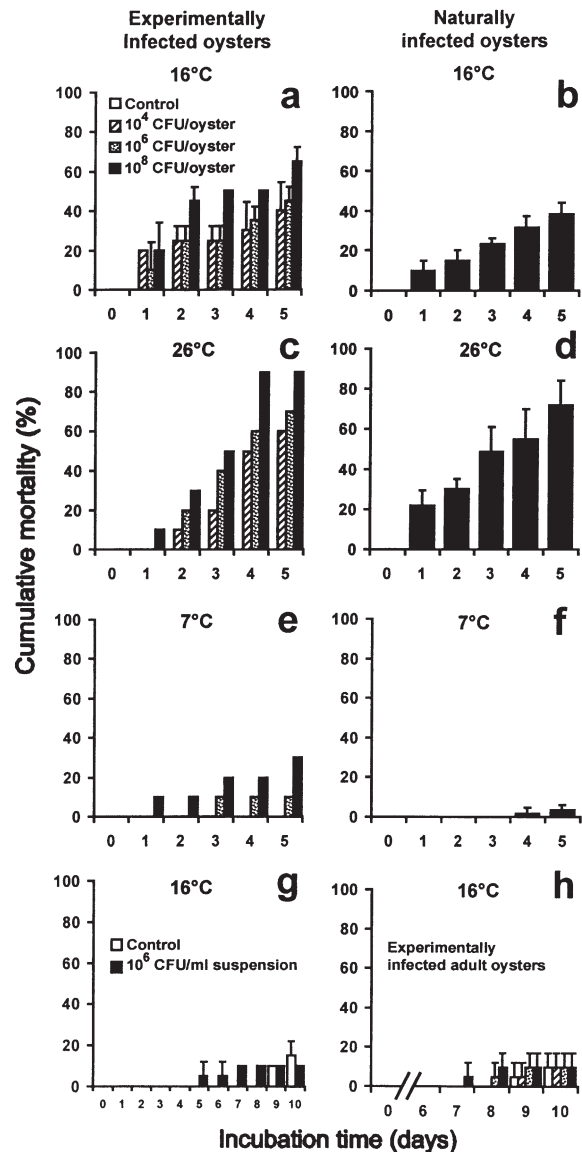 Experimentally
Infected oysters
Naturally
infected oysters
16°C
a
Control
10⁴ CFU/oyster
10⁶ CFU/oyster
10⁸ CFU/oyster
100
80
60
40
20
0
0 1 2 3 4 5
16°C
b
100
80
60
40
20
0
0 1 2 3 4 5
26°C
c
100
80
60
40
20
0
0 1 2 3 4 5
26°C
d
100
80
60
40
20
0
0 1 2 3 4 5
Cumulative mortality (%)
7°C
e
100
80
60
40
20
0
0 1 2 3 4 5
7°C
f
100
80
60
40
20
0
0 1 2 3 4 5
16°C
g
Control
10⁶ CFU/ml suspension
100
80
60
40
20
0
0 1 2 3 4 5 6 7 8 9 10
16°C
h
Experimentally
infected adult oysters
100
80
60
40
20
0
0 6 7 8 9 10
Incubation time (days)